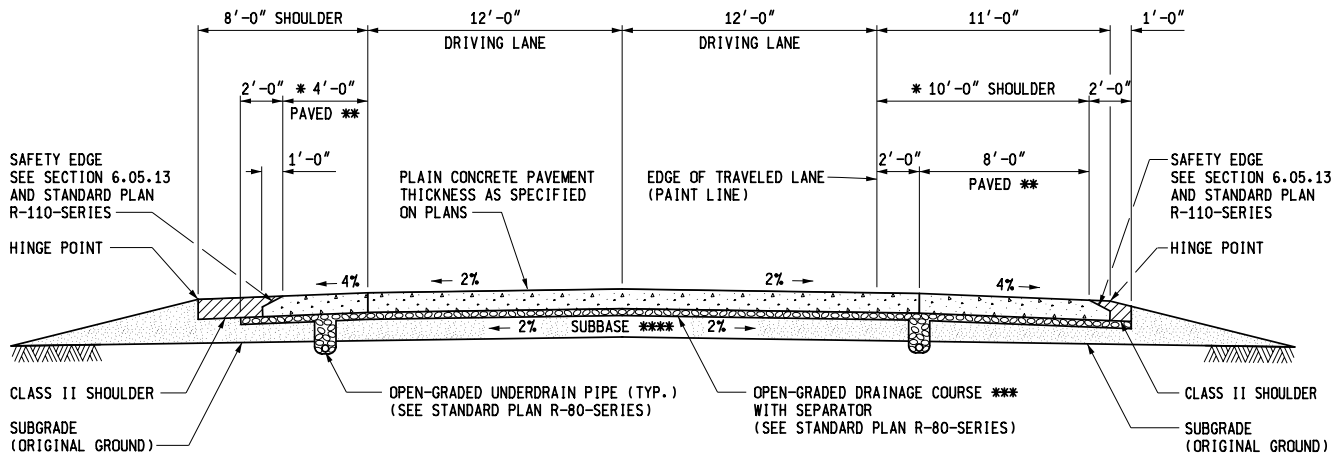 8'-0" SHOULDER
12'-0"
12'-0"
11'-0"
1'-0"
DRIVING LANE
DRIVING LANE
2'-0"
* 4'-0"
* 10'-0" SHOULDER
2'-0"
PAVED **
SAFETY EDGE
SEE SECTION 6.05.13
AND STANDARD PLAN
R-110-SERIES
1'-0"
PLAIN CONCRETE PAVEMENT
THICKNESS AS SPECIFIED
ON PLANS
EDGE OF TRAVELED LANE
(PAINT LINE)
2'-0"
8'-0"
PAVED **
SAFETY EDGE
SEE SECTION 6.05.13
AND STANDARD PLAN
R-110-SERIES
HINGE POINT
HINGE POINT
4%
2%
2%
4%
2%
SUBBASE ****
2%
CLASS II SHOULDER
OPEN-GRADED UNDERDRAIN PIPE (TYP.)
(SEE STANDARD PLAN R-80-SERIES)
OPEN-GRADED DRAINAGE COURSE ***
WITH SEPARATOR
(SEE STANDARD PLAN R-80-SERIES)
CLASS II SHOULDER
SUBGRADE
(ORIGINAL GROUND)
SUBGRADE
(ORIGINAL GROUND)